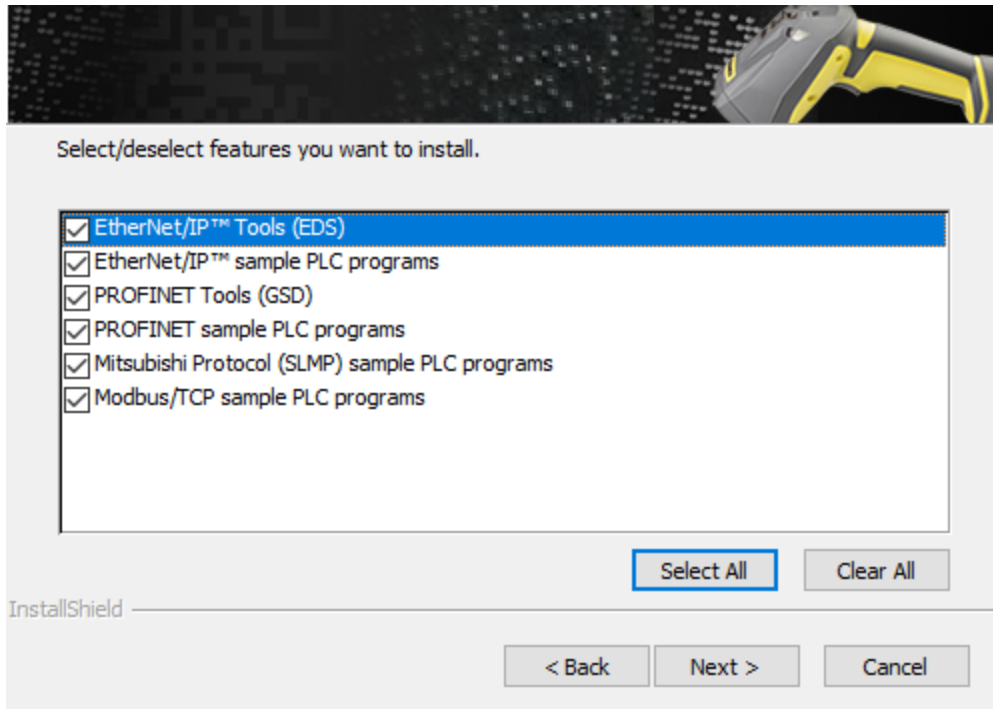 Select/deselect features you want to install.
EtherNet/IP™ Tools (EDS)
EtherNet/IP™ sample PLC programs
PROFINET Tools (GSD)
PROFINET sample PLC programs
Mitsubishi Protocol (SLMP) sample PLC programs
Modbus/TCP sample PLC programs
Select All
Clear All
InstallShield
< Back
Next >
Cancel